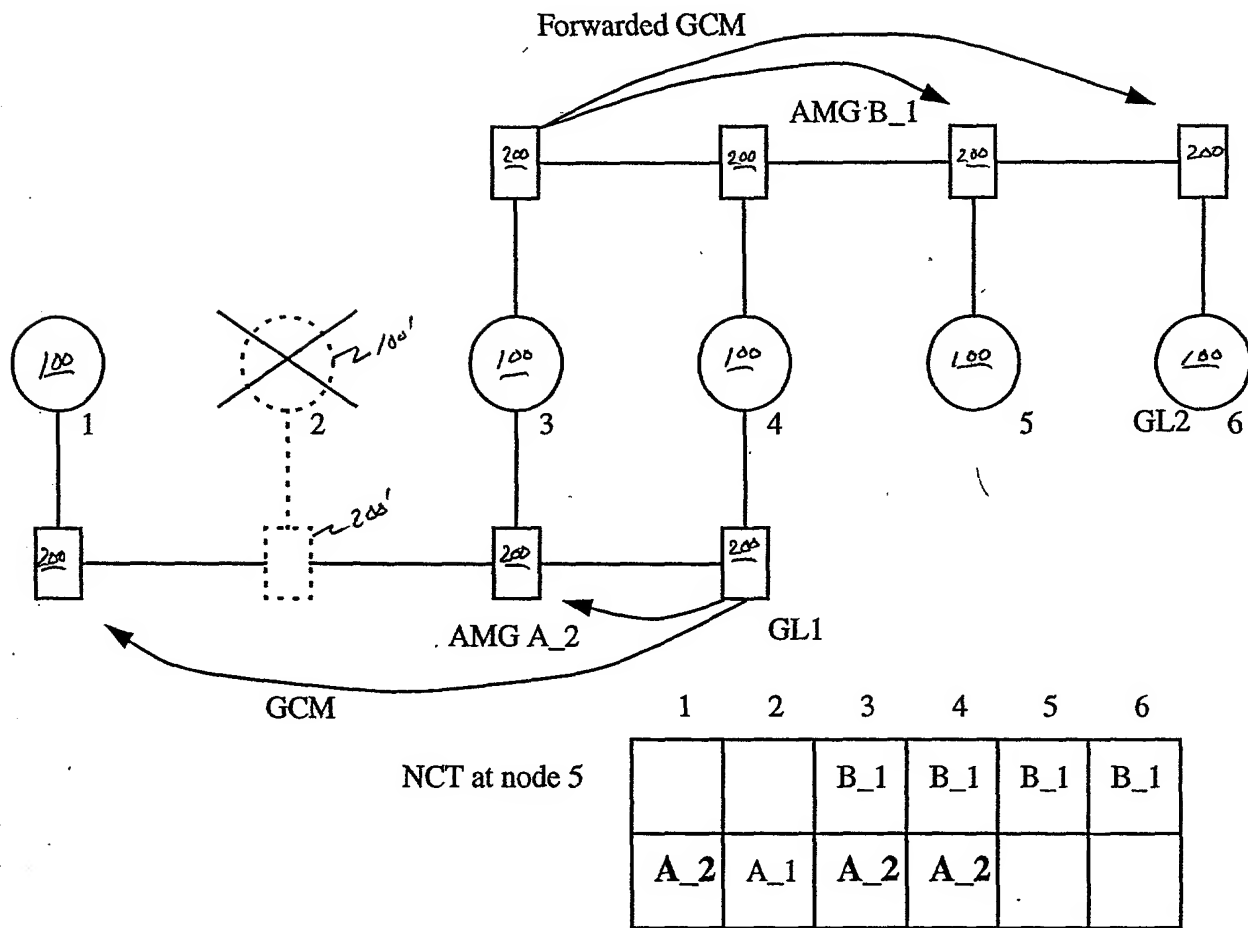 Forwarded GCM
AMG B_1
200 200 200 200
100 100' 100 100 100 100
1 2 3 4 5 GL2 6
200'
200 200 200
AMG A_2 GL1
GCM
1 2 3 4 5 6
NCT at node 5 B_1 B_1 B_1 B_1
A_2 A_1 A_2 A_2